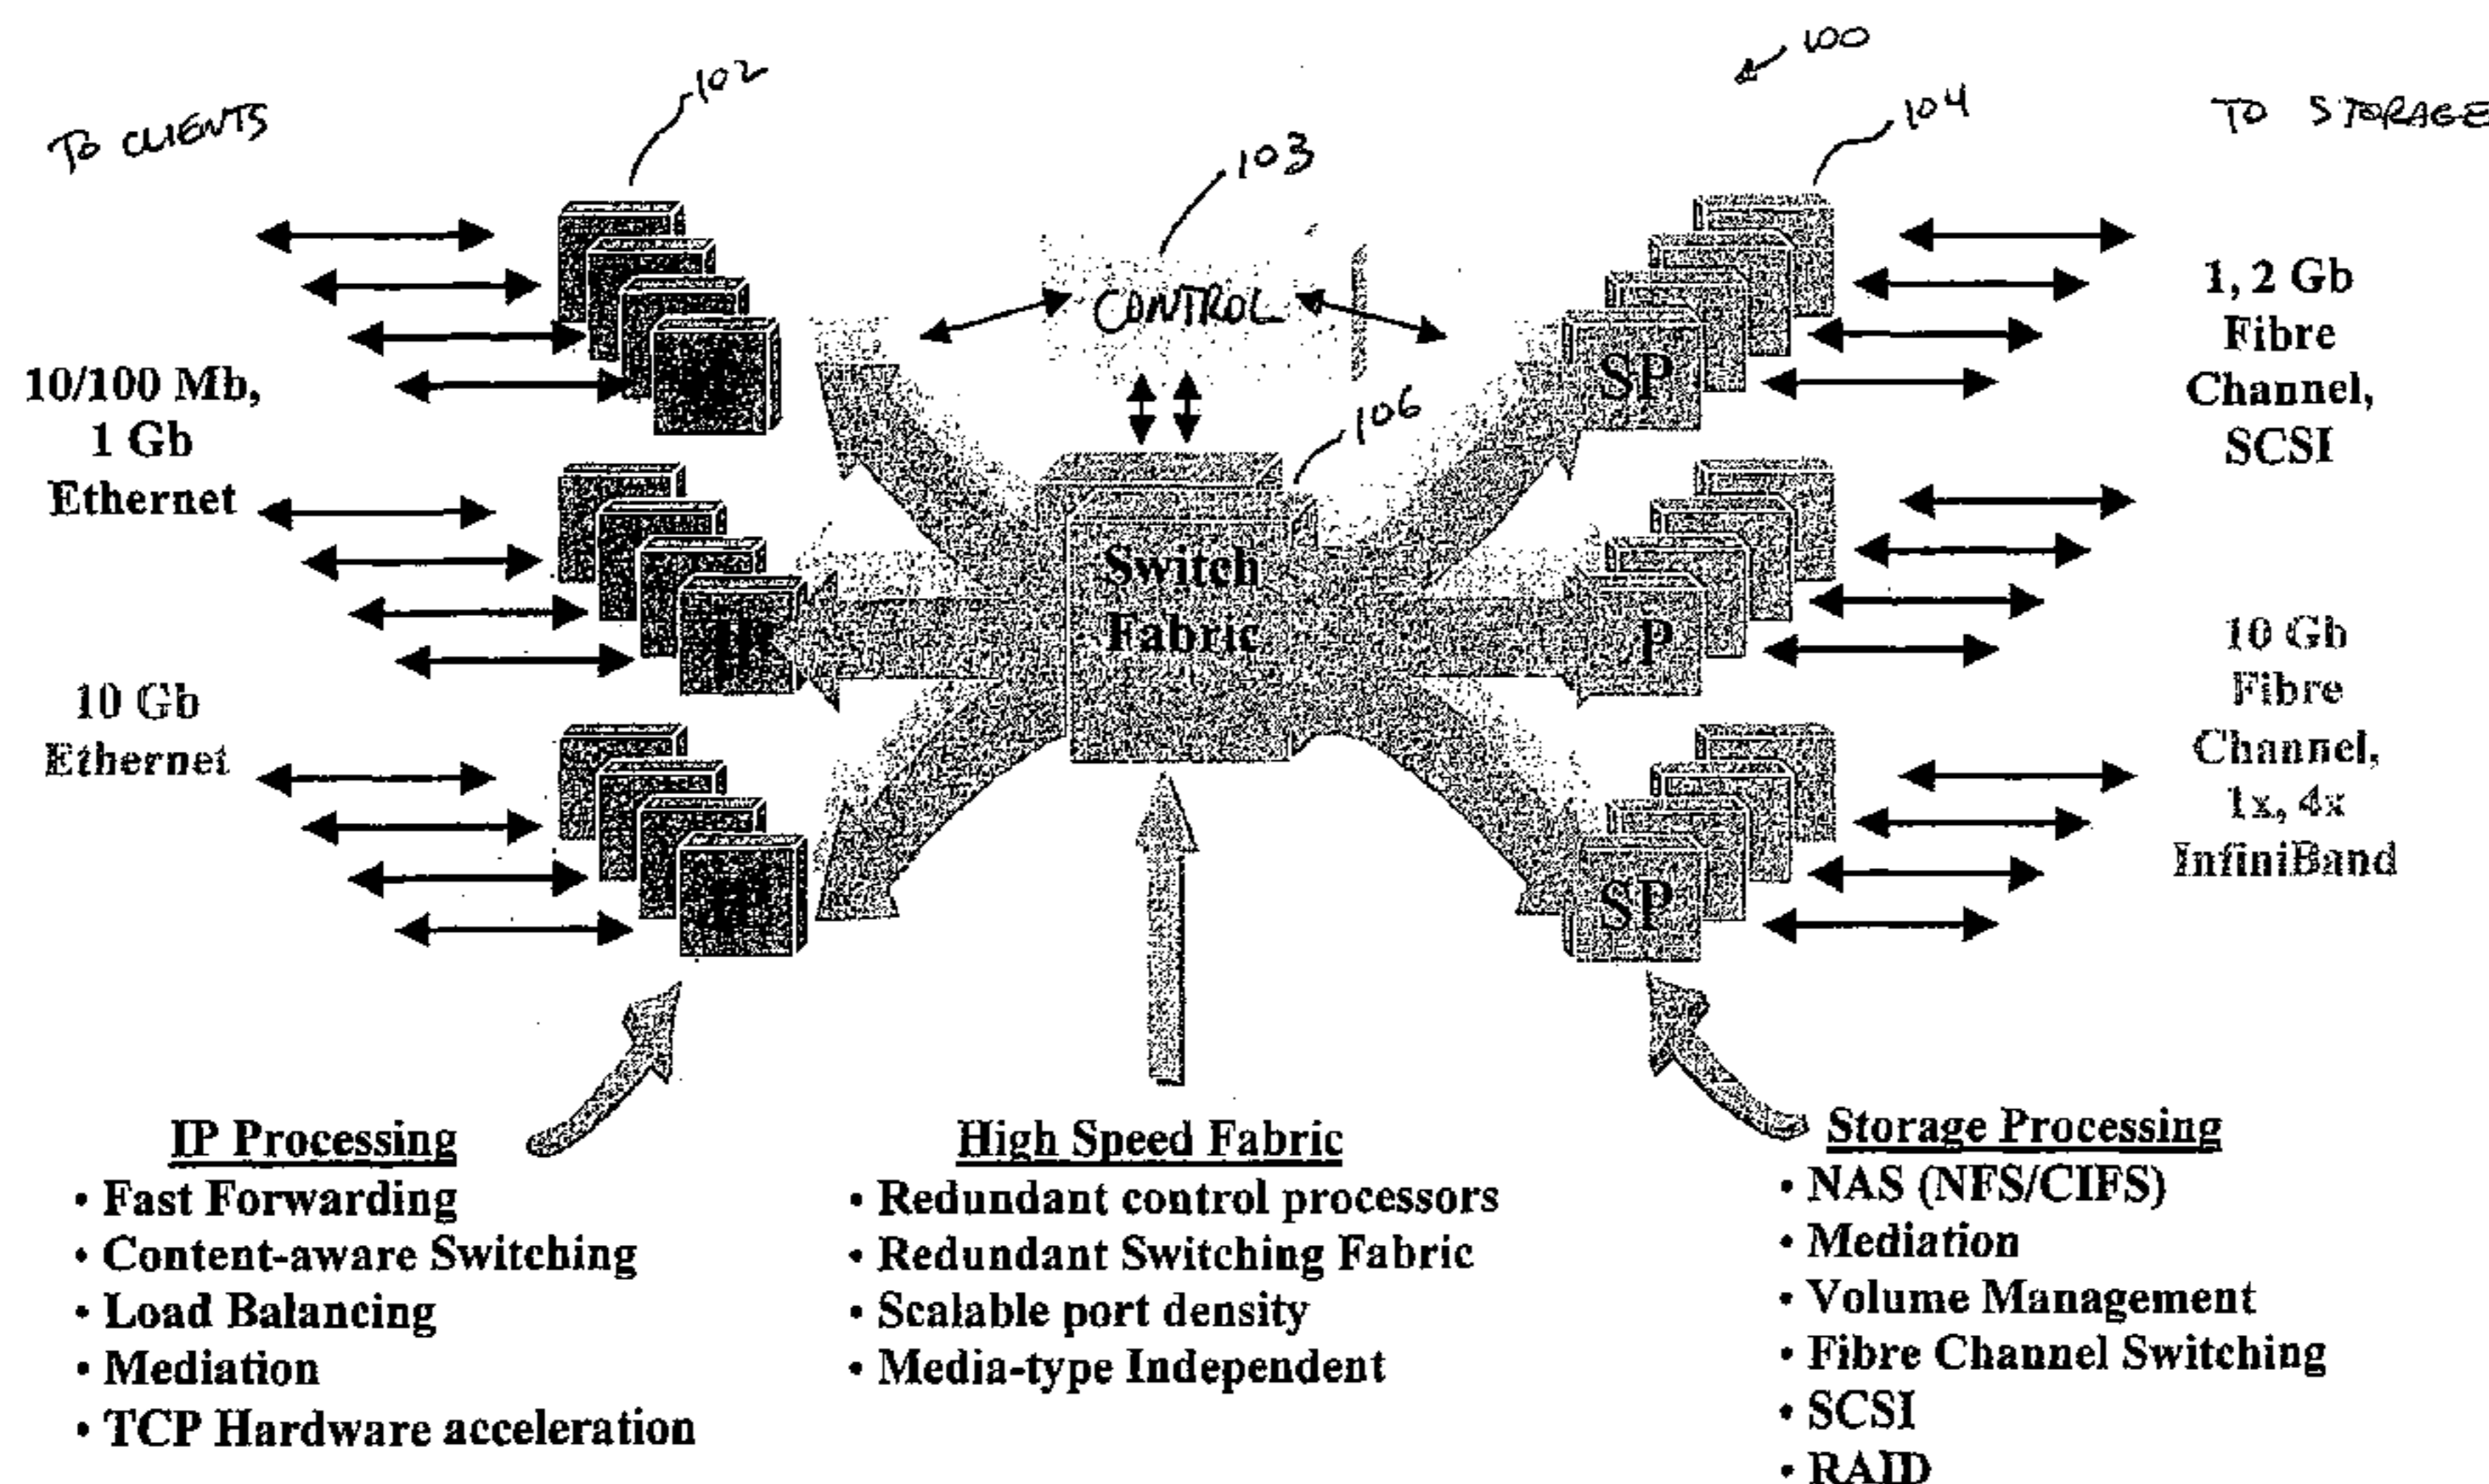 100
TO CLIENTS
102
103
104
TO STORAGE
CONTROL
10/100 Mb,
1 Gb
Ethernet
10 Gb
Ethernet
106
Switch
Fabric
IP
SP
P
SP
1, 2 Gb
Fibre
Channel,
SCSI
10 Gb
Fibre
Channel,
1x, 4x
InfiniBand
IP Processing
• Fast Forwarding
• Content-aware Switching
• Load Balancing
• Mediation
• TCP Hardware acceleration
High Speed Fabric
• Redundant control processors
• Redundant Switching Fabric
• Scalable port density
• Media-type Independent
Storage Processing
• NAS (NFS/CIFS)
• Mediation
• Volume Management
• Fibre Channel Switching
• SCSI
• RAID